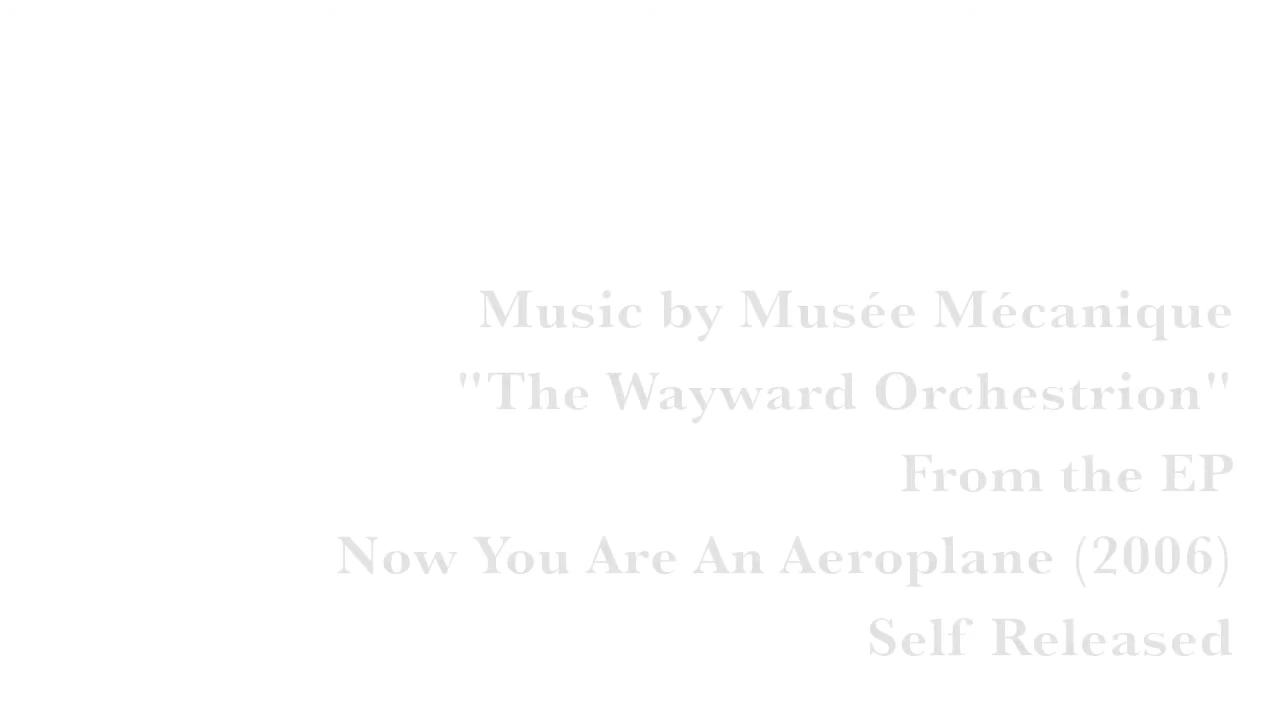 Music by Musée Mécanique
"The Wayward Orchestrion"
From the EP
Now You Are An Aeroplane (2006)
Self Released